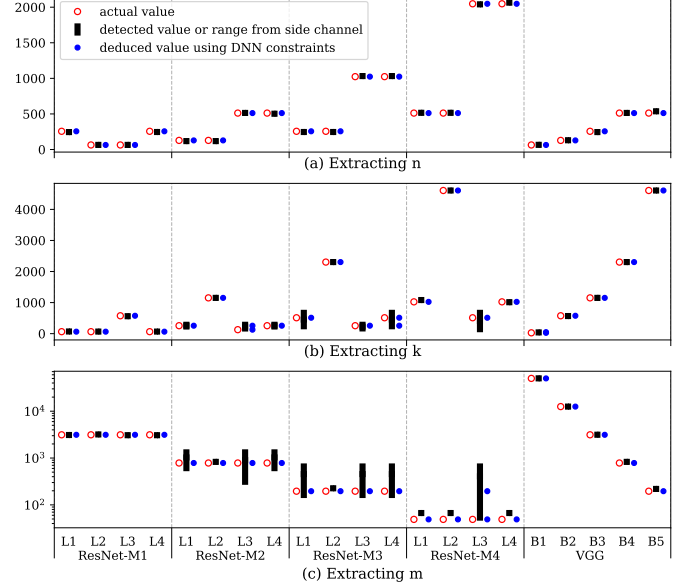 2000
1500
1000
500
0
actual value
detected value or range from side channel
deduced value using DNN constraints
(a) Extracting n
4000
3000
2000
1000
0
(b) Extracting k
10^4
10^3
10^2
L1 L2 L3 L4 L1 L2 L3 L4 L1 L2 L3 L4 L1 L2 L3 L4 B1 B2 B3 B4 B5
ResNet-M1 ResNet-M2 ResNet-M3 ResNet-M4 VGG
(c) Extracting m